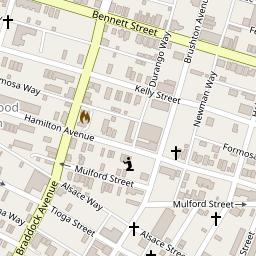 Bennett Street
Durango Way
Brushton Avenue
mosa Way
Kelly Street
Newman Way
ood
Hamilton Avenue
Formosa
Mulford Street
Mulford Street
Alsace Way
Braddock Avenue
Tioga Street
Alsace Street